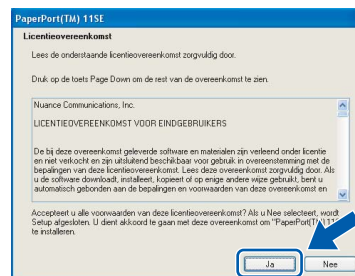 PaperPort(TM) 11SE
Licentieovereenkomst
Lees de onderstaande licentieovereenkomst zorgvuldig door.
Druk op de toets Page Down om de rest van de overeenkomst te zien.
Nuance Communications, Inc.
LICENTIEOVEREENKOMST VOOR EINDGEBRUIKERS
De bij deze overeenkomst geleverde software en materialen zijn verleend onder licentie
en niet verkocht en zijn uitsluitend beschikbaar voor gebruik in overeenstemming met de
bepalingen van deze licentieovereenkomst. Lees deze overeenkomst zorgvuldig door. Als
u de software downloadt, installeert, kopieert of op enige andere wijze gebruikt, bent u
automatisch gebonden aan de bepalingen en voorwaarden van deze overeenkomst en
Accepteert u alle voorwaarden van deze licentieovereenkomst? Als u Nee selecteert, wordt
Setup afgesloten. U dient akkoord te gaan met deze overeenkomst om "PaperPort(TM) 11
te installeren.
Ja
Nee